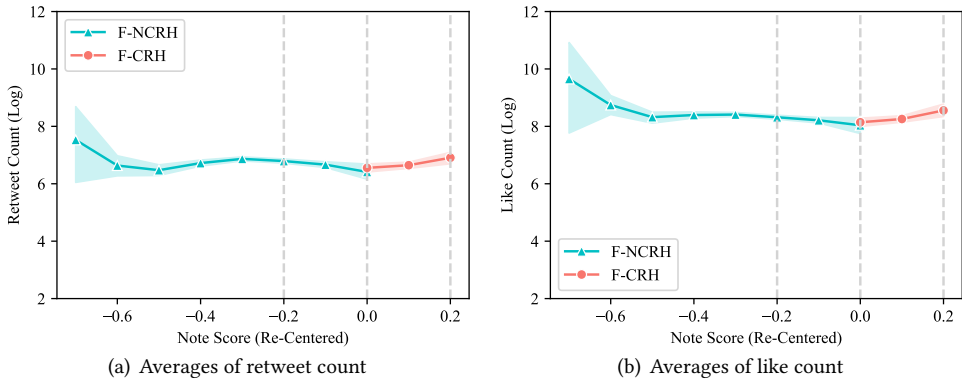 12
10
8
6
4
2
Retweet Count (Log)
F-NCRH
F-CRH
−0.6
−0.4
−0.2
0.0
0.2
Note Score (Re-Centered)
(a) Averages of retweet count
12
10
8
6
4
2
Like Count (Log)
F-NCRH
F-CRH
−0.6
−0.4
−0.2
0.0
0.2
Note Score (Re-Centered)
(b) Averages of like count